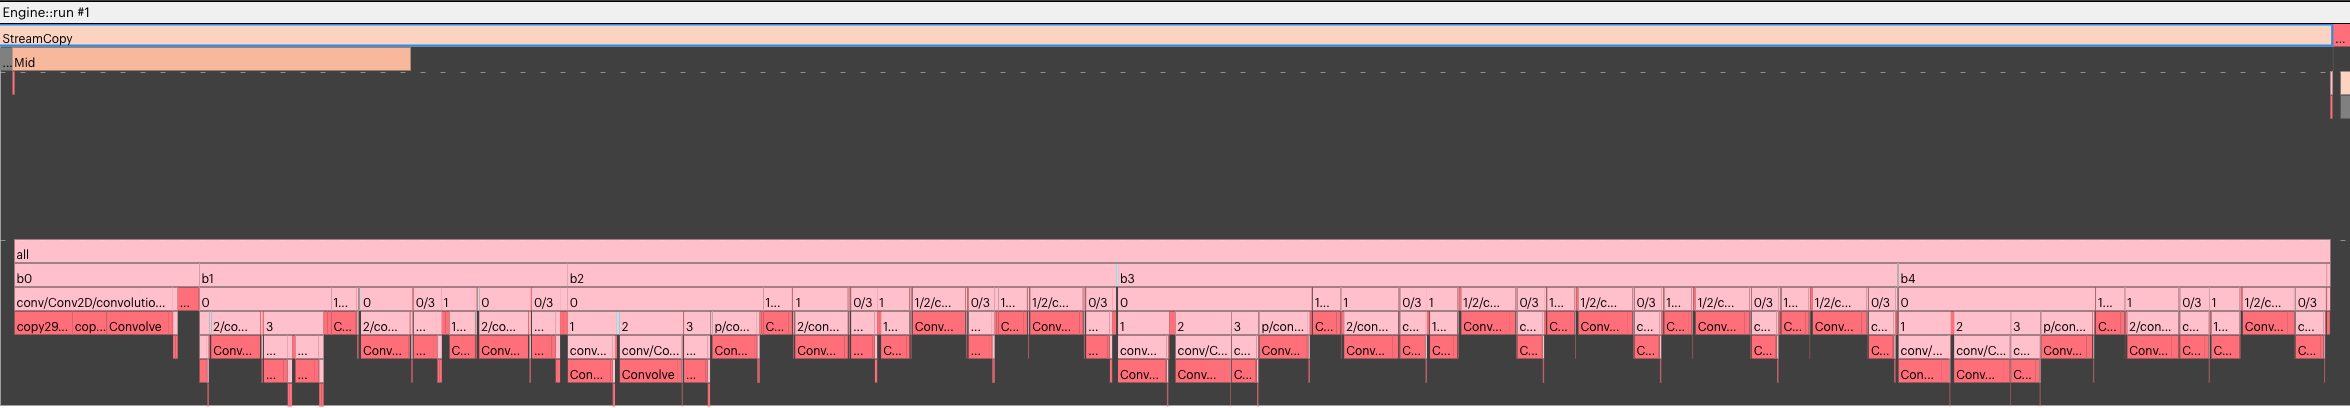 Engine::run #1
StreamCopy
... Mid ...
all
b0 b1 b2 b3 b4
conv/Conv2D/convolutio... ... 0 1... 0 0/3 1 0 0/3 0 1... 1 0/3 1 1/2/c... 0/3 1... 1/2/c... 0/3 0 1... 1 0/3 1 1/2/c... 0/3 1... 1/2/c... 0/3 1... 1/2/c... 0/3 1... 1/2/c... 0/3 0 1... 1 0/3 1 1/2/c... 0/3
copy29... cop... Convolve 2/co... 3 C... 2/co... ... 1... 2/co... ... 1 2 3 p/co... C... 2/con... ... 1... Conv... ... C... Conv... ... 1 2 3 p/con... C... 2/con... c... 1... Conv... c... C... Conv... c... C... Conv... c... C... Conv... c... 1 2 3 p/con... C... 2/con... c... 1... Conv... c...
Conv... ... ... Conv... ... C... Conv... ... conv... conv/Co... ... Con... Conv... ... C... ... ... conv... conv/C... c... Conv... Conv... C... C... C... C... C... C... conv/... conv/C... c... Conv... Conv... C... C... C...
... ... Con... Convolve ... Conv... Conv... C... Con... Conv... C...